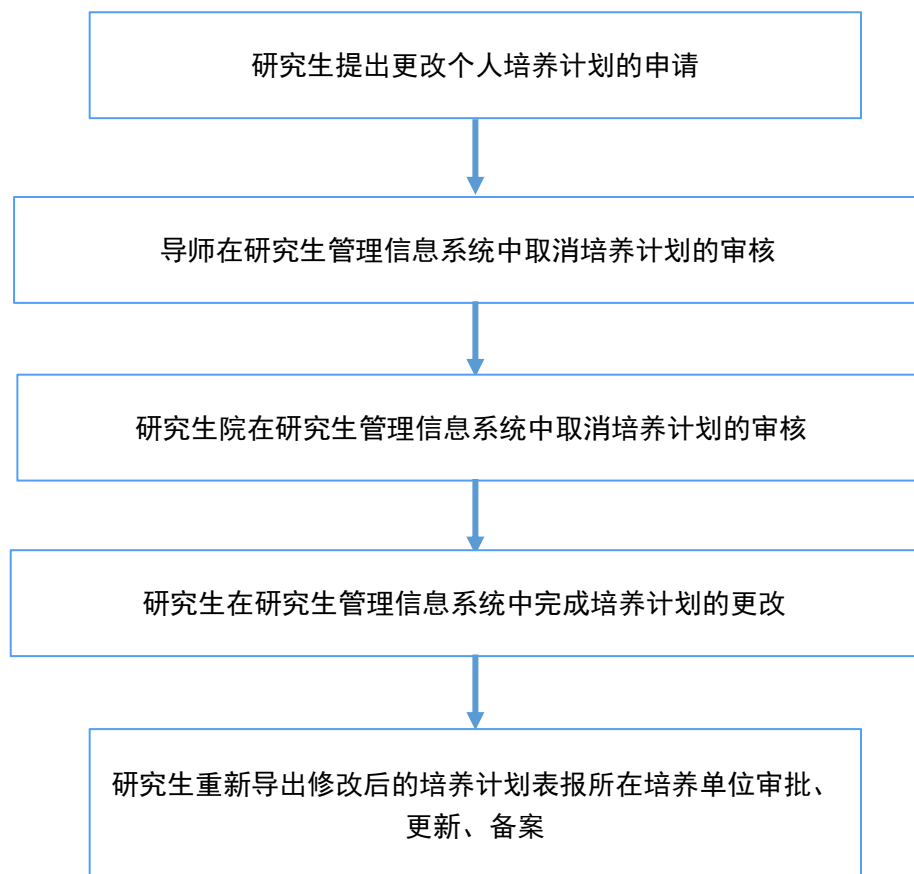 研究生提出更改个人培养计划的申请
导师在研究生管理信息系统中取消培养计划的审核
研究生院在研究生管理信息系统中取消培养计划的审核
研究生在研究生管理信息系统中完成培养计划的更改
研究生重新导出修改后的培养计划表报所在培养单位审批、
更新、备案